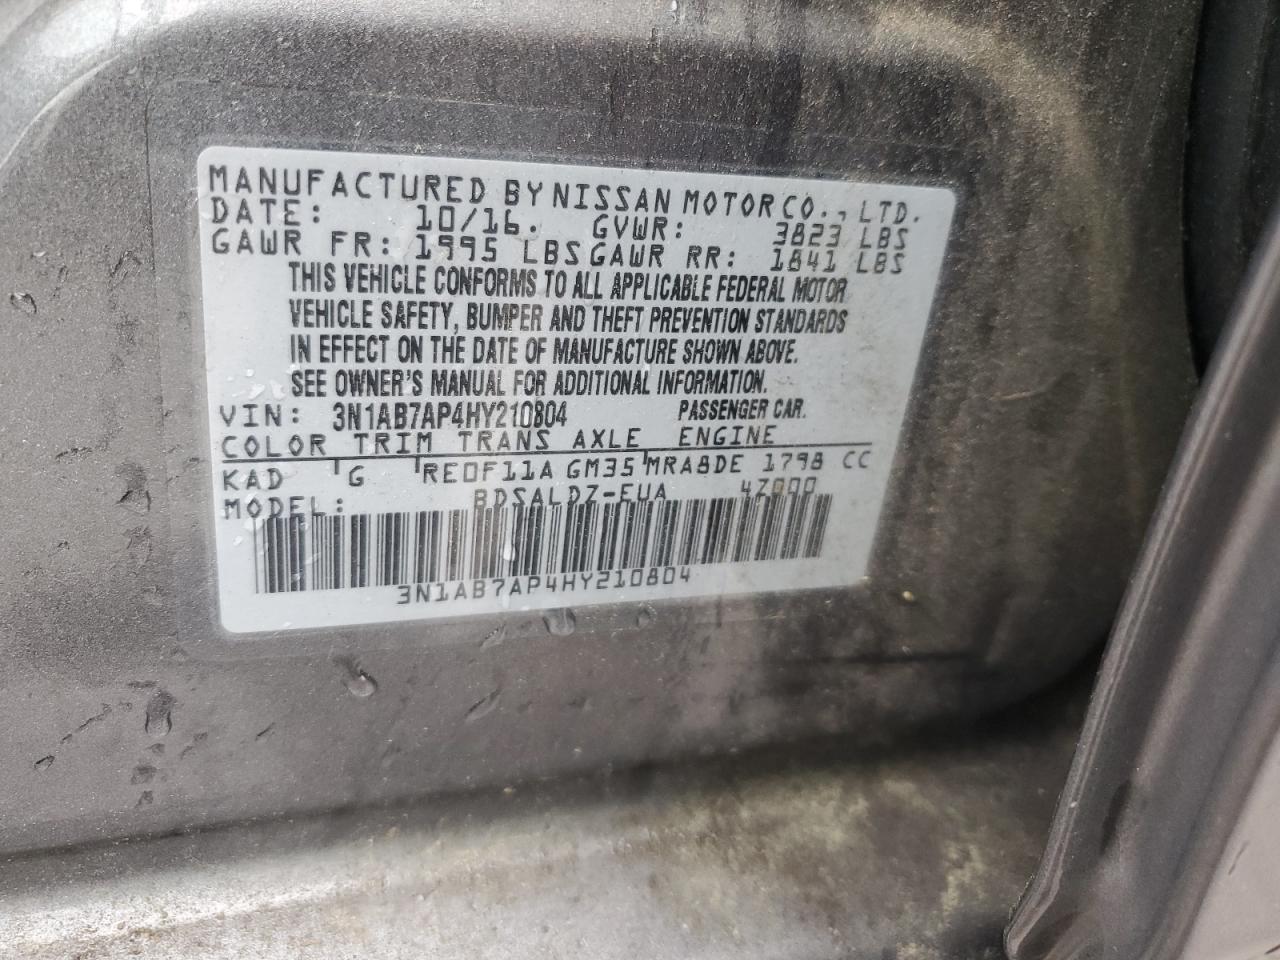 MANUFACTURED BY NISSAN MOTOR CO., LTD.
DATE: 10/16. GVWR: 3823 LBS
GAWR FR: 1995 LBS GAWR RR: 1841 LBS
THIS VEHICLE CONFORMS TO ALL APPLICABLE FEDERAL MOTOR
VEHICLE SAFETY, BUMPER AND THEFT PREVENTION STANDARDS
IN EFFECT ON THE DATE OF MANUFACTURE SHOWN ABOVE.
SEE OWNER'S MANUAL FOR ADDITIONAL INFORMATION.
VIN: 3N1AB7AP4HY210804 PASSENGER CAR.
COLOR TRIM TRANS AXLE ENGINE
KAD G RE0F11A GM35 MRA8DE 1798 CC
MODEL: BDSALDZ-EUA 4Z000
3N1AB7AP4HY210804